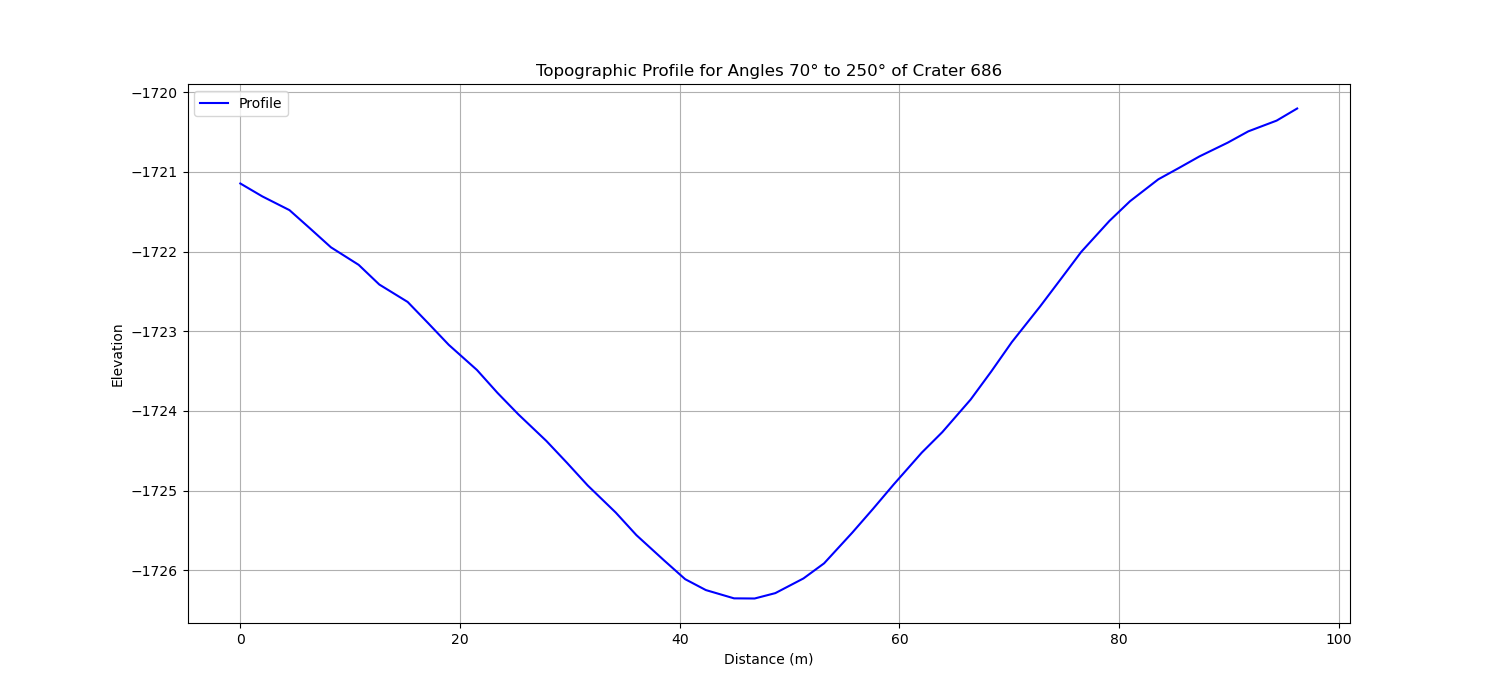 Topographic Profile for Angles 70° to 250° of Crater 686
Profile
−1720
−1721
−1722
−1723
−1724
−1725
−1726
Elevation
0 20 40 60 80 100
Distance (m)